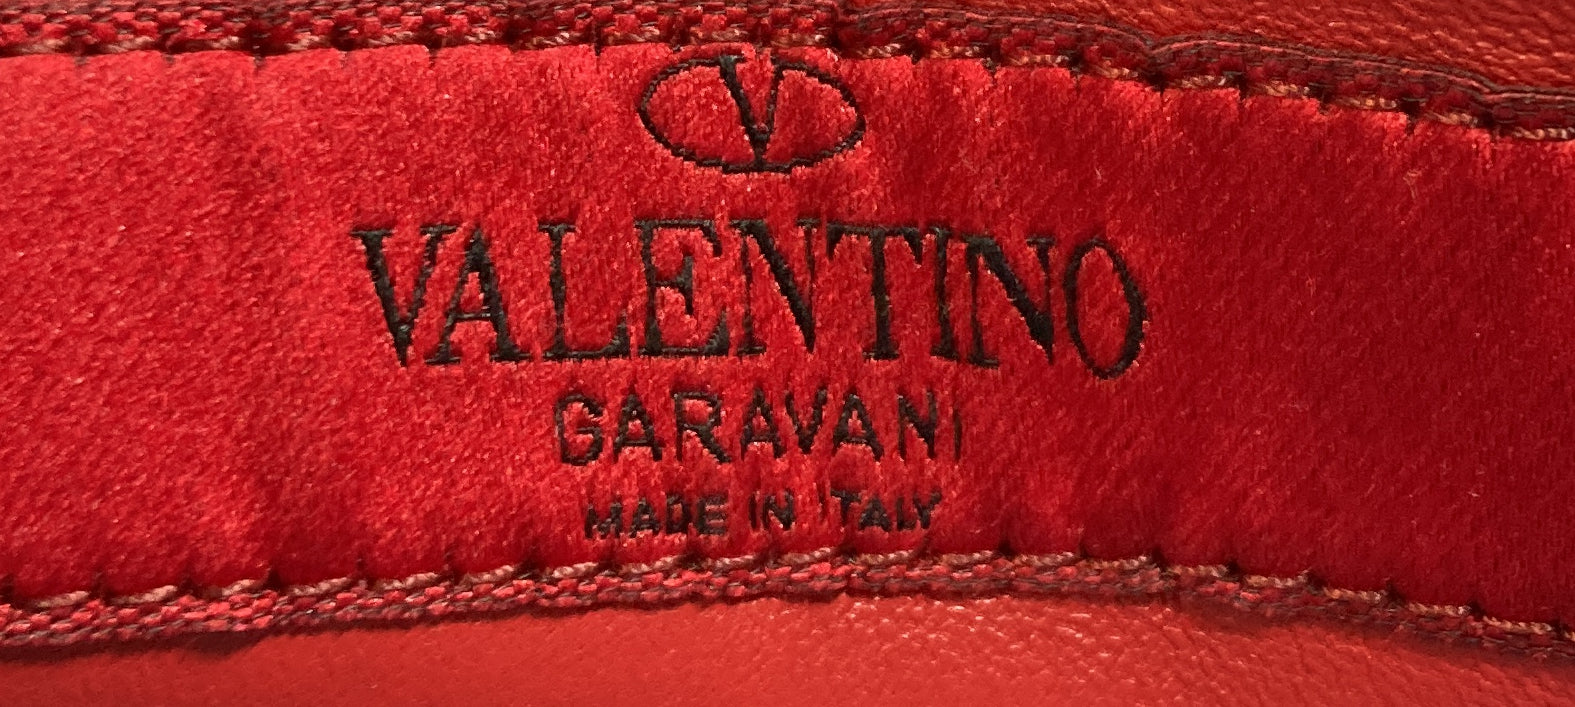 V
VALENTINO
GARAVANI
MADE IN ITALY